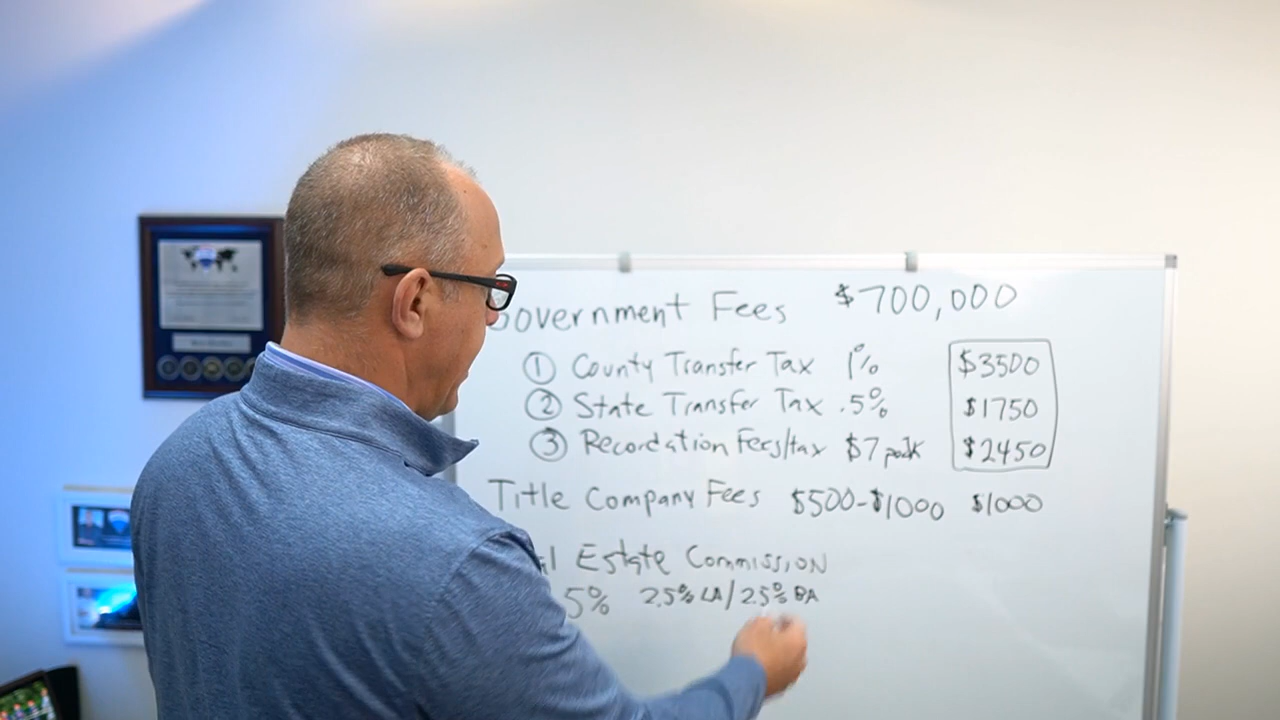 Government Fees $700,000
① County Transfer Tax 1% $3500
② State Transfer Tax .5% $1750
③ Recordation Fees/tax $7 per/k $2450
Title Company Fees $500-$1000 $1000
Estate Commission
5% 2.5% LA/2.5% BA